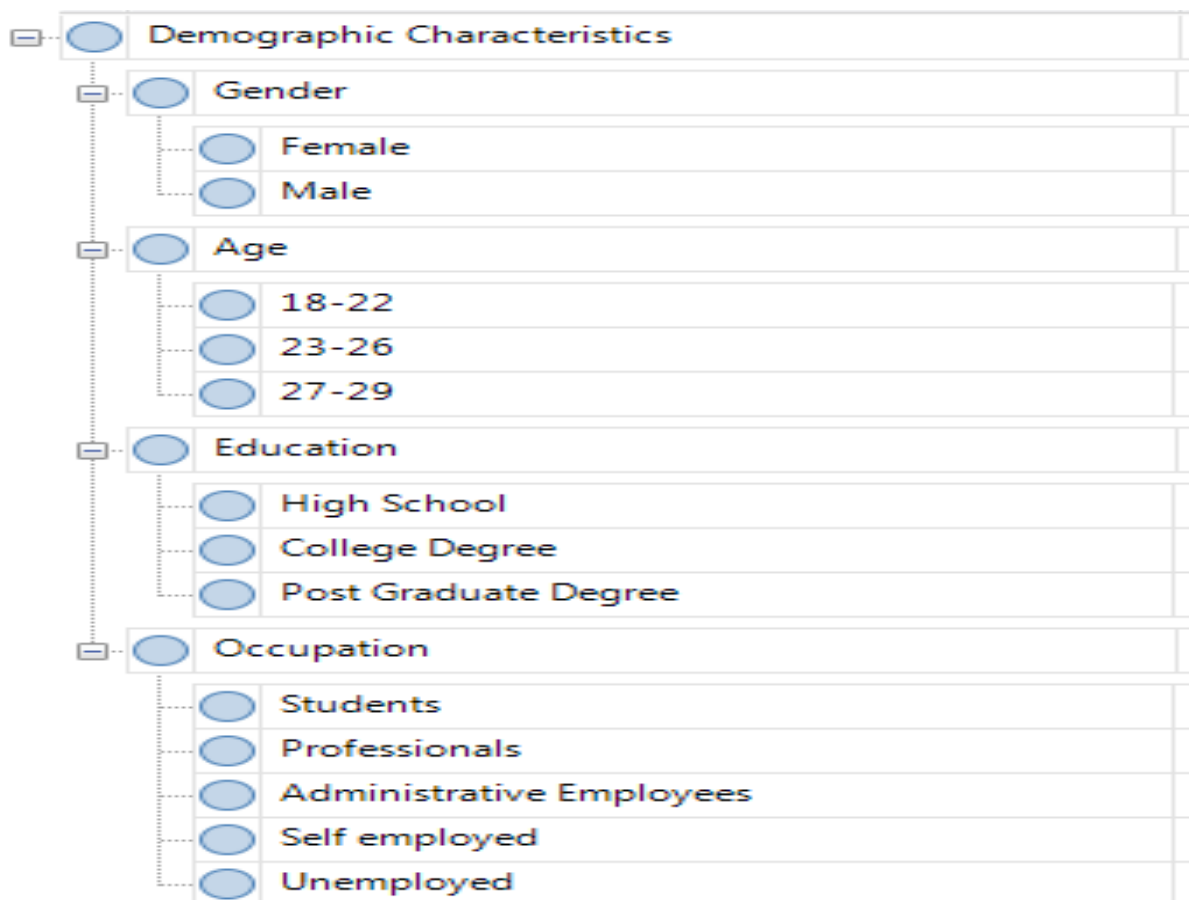 Demographic Characteristics
Gender
Female
Male
Age
18-22
23-26
27-29
Education
High School
College Degree
Post Graduate Degree
Occupation
Students
Professionals
Administrative Employees
Self employed
Unemployed